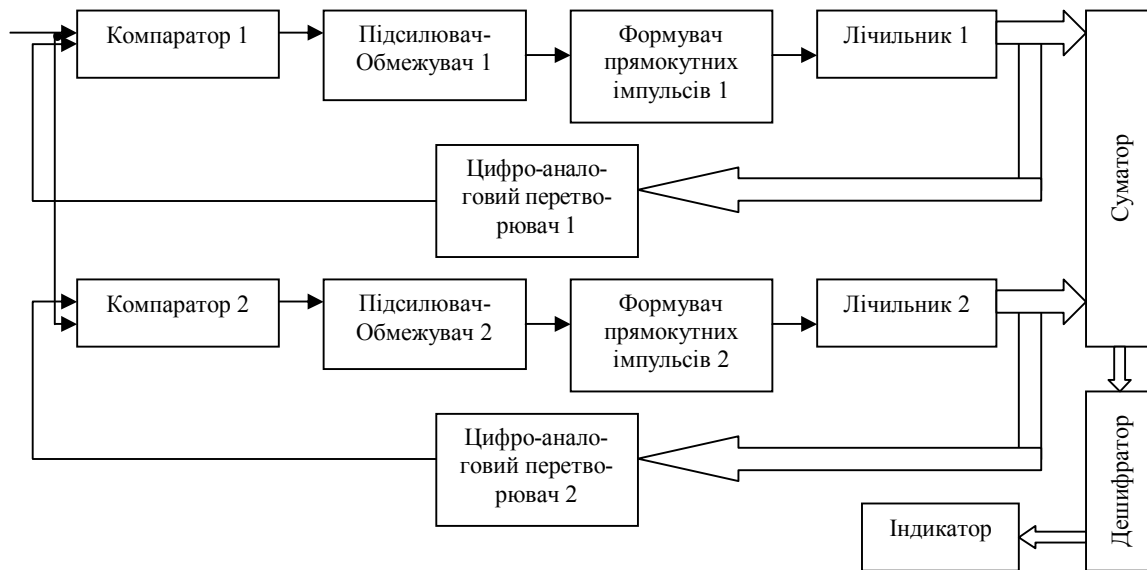 Компаратор 1
Підсилювач-
Обмежувач 1
Формувач
прямокутних
імпульсів 1
Лічильник 1
Цифро-анало-
говий перетво-
рювач 1
Суматор
Компаратор 2
Підсилювач-
Обмежувач 2
Формувач
прямокутних
імпульсів 2
Лічильник 2
Цифро-анало-
говий перетво-
рювач 2
Дешифратор
Індикатор